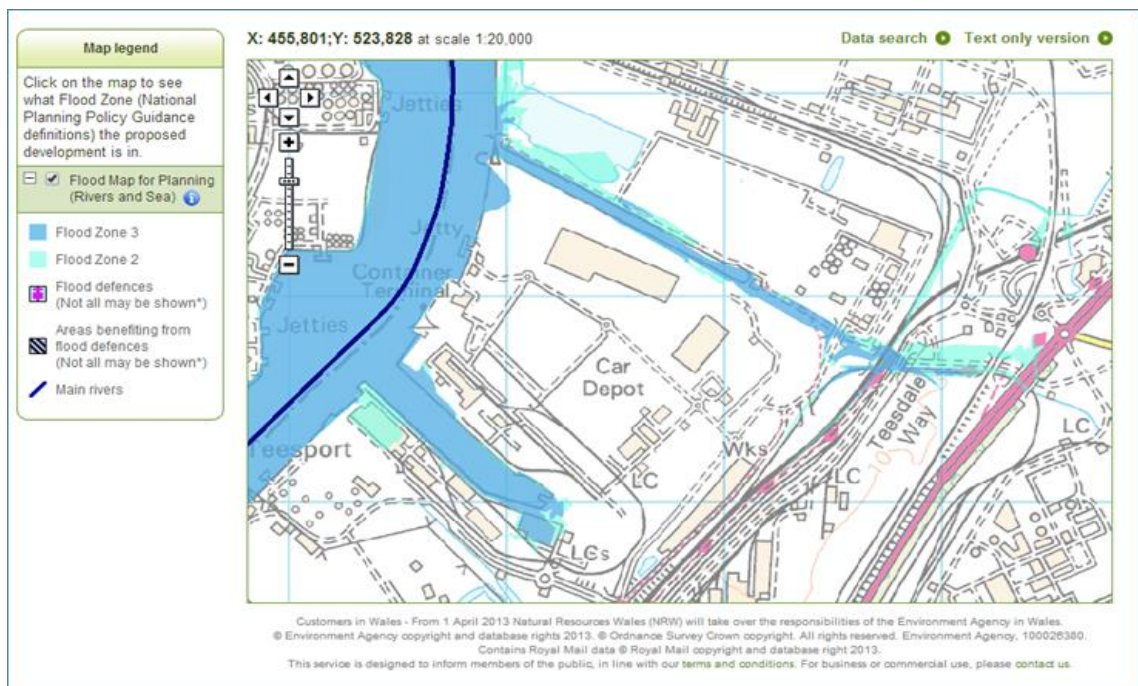 Map legend
Click on the map to see
what Flood Zone (National
Planning Policy Guidance
definitions) the proposed
development is in.
Flood Map for Planning
(Rivers and Sea)
Flood Zone 3
Flood Zone 2
Flood defences
(Not all may be shown*)
Areas benefiting from
flood defences
(Not all may be shown*)
Main rivers
X: 455,801;Y: 523,828 at scale 1:20,000
Data search
Text only version
Jetties
Jetty
Container
Terminal
Jetties
Car
Depot
Teesport
Wks
LC
LC
LCs
Teesdale
Way
LC
Customers in Wales - From 1 April 2013 Natural Resources Wales (NRW) will take over the responsibilities of the Environment Agency in Wales.
© Environment Agency copyright and database rights 2013. © Ordnance Survey Crown copyright. All rights reserved. Environment Agency, 100026380.
Contains Royal Mail data © Royal Mail copyright and database right 2013.
This service is designed to inform members of the public, in line with our terms and conditions. For business or commercial use, please contact us.